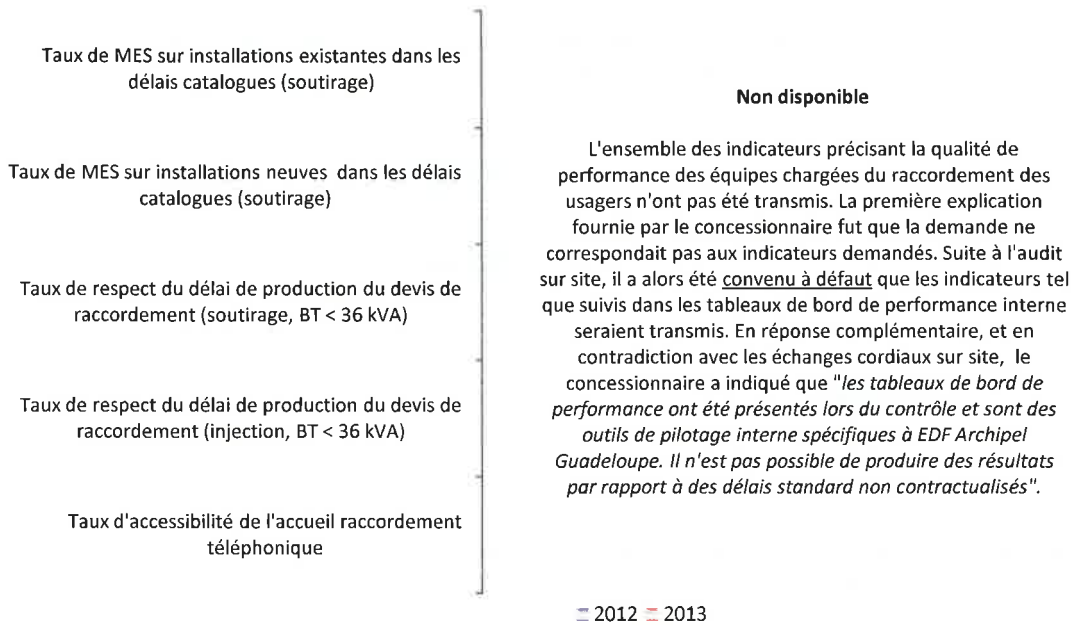 Taux de MES sur installations existantes dans les
délais catalogues (soutirage)
Taux de MES sur installations neuves dans les délais
catalogues (soutirage)
Taux de respect du délai de production du devis de
raccordement (soutirage, BT < 36 kVA)
Taux de respect du délai de production du devis de
raccordement (injection, BT < 36 kVA)
Taux d'accessibilité de l'accueil raccordement
téléphonique
Non disponible
L'ensemble des indicateurs précisant la qualité de
performance des équipes chargées du raccordement des
usagers n'ont pas été transmis. La première explication
fournie par le concessionnaire fut que la demande ne
correspondait pas aux indicateurs demandés. Suite à l'audit
sur site, il a alors été convenu à défaut que les indicateurs tel
que suivis dans les tableaux de bord de performance interne
seraient transmis. En réponse complémentaire, et en
contradiction avec les échanges cordiaux sur site, le
concessionnaire a indiqué que "les tableaux de bord de
performance ont été présentés lors du contrôle et sont des
outils de pilotage interne spécifiques à EDF Archipel
Guadeloupe. Il n'est pas possible de produire des résultats
par rapport à des délais standard non contractualisés".
2012 2013